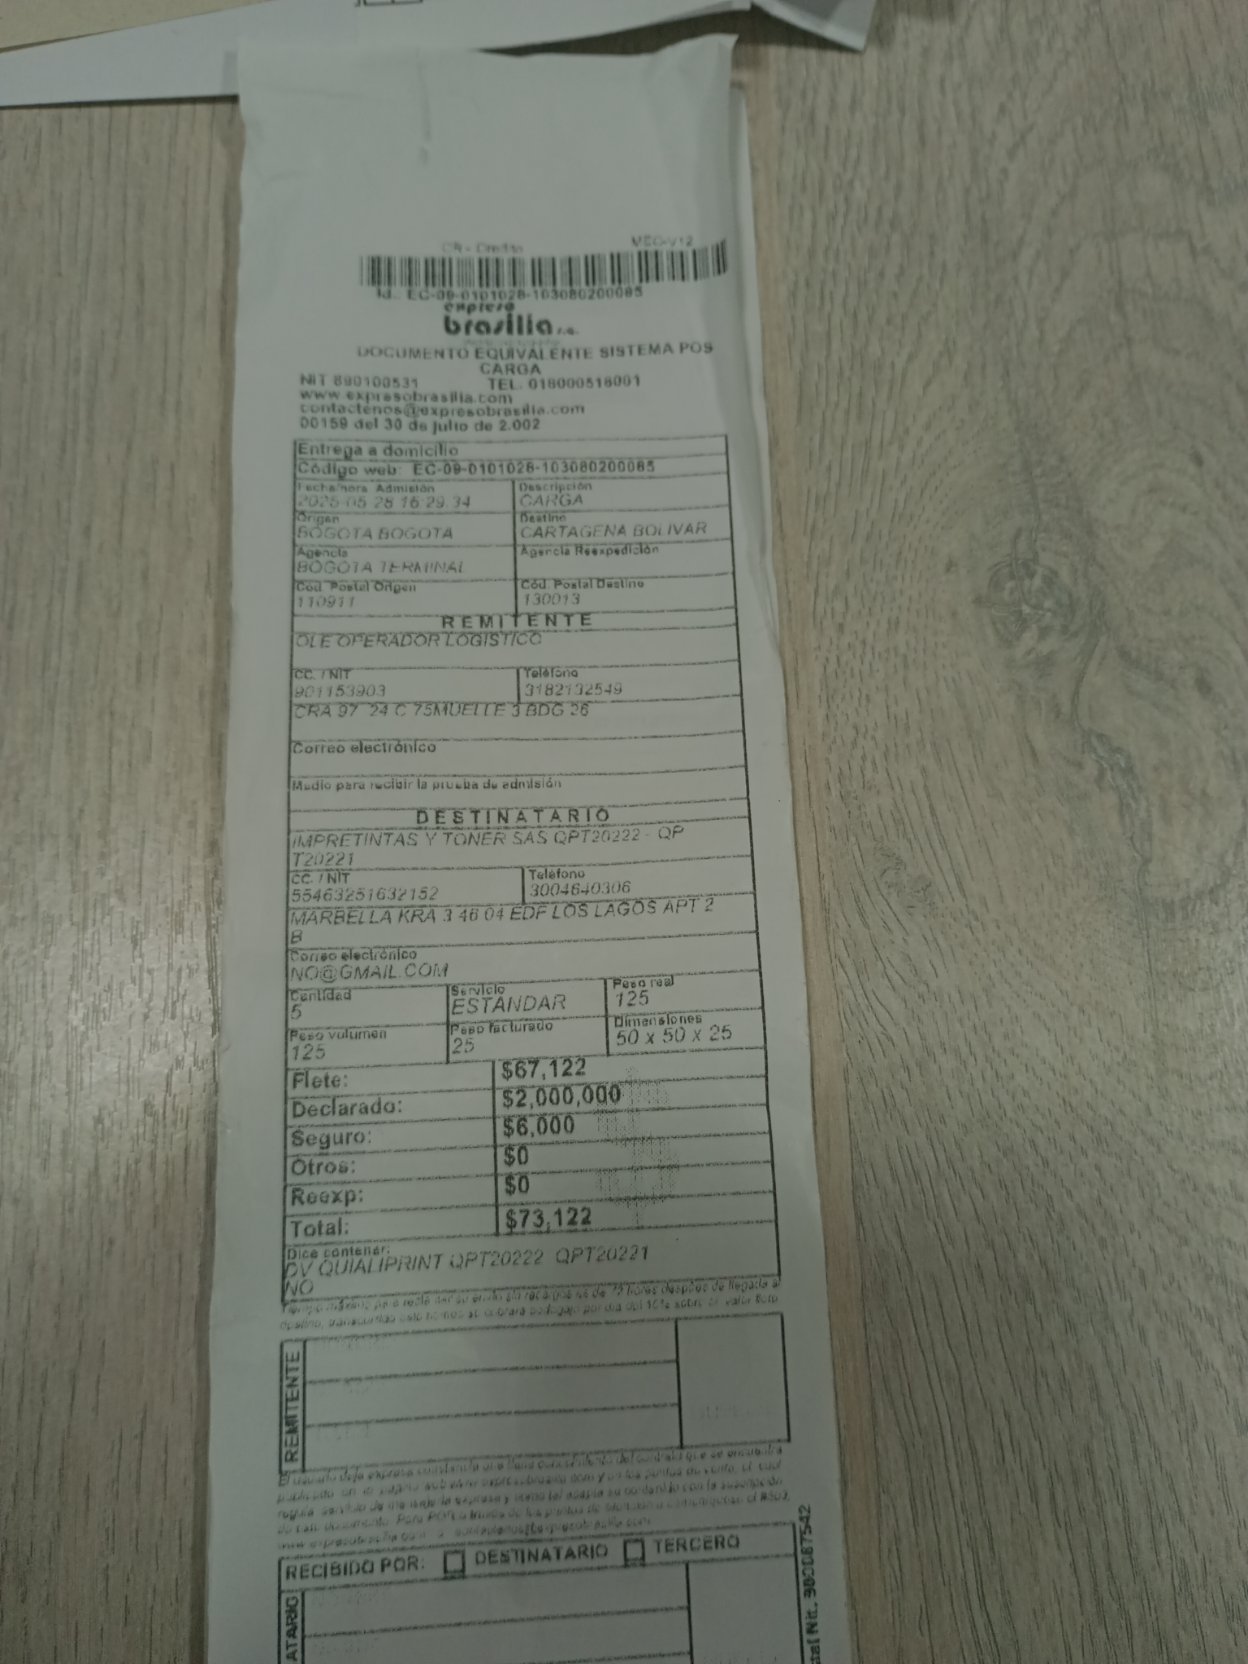 CR - Credito MEC-V12
Id.: EC-09-0101028-103080200085
expreso
brasilia s.a.
DOCUMENTO EQUIVALENTE SISTEMA POS
CARGA
NIT 890100531 TEL. 018000518001
www.expresobrasilia.com
contactenos@expresobrasilia.com
00159 del 30 de julio de 2.002
Entrega a domicilio
Código web: EC-09-0101028-103080200085
Fecha/hora Admisión Descripción
2025-05-28 16:29:34 CARGA
Origen Destino
BOGOTA BOGOTA CARTAGENA BOLIVAR
Agencia Agencia Reexpedición
BOGOTA TERMINAL
Cód. Postal Origen Cód. Postal Destino
110911 130013
REMITENTE
OLE OPERADOR LOGISTICO
CC. / NIT Teléfono
901153903 3182132549
CRA 97 24 C 75MUELLE 3 BDG 26
Correo electrónico
Medio para recibir la prueba de admisión
DESTINATARIO
IMPRETINTAS Y TONER SAS QPT20222 - QP
T20221
CC. / NIT Teléfono
55463251632152 3004640306
MARBELLA KRA 3 46 04 EDF LOS LAGOS APT 2
B
Correo electrónico
NO@GMAIL.COM
Cantidad Servicio Peso real
5 ESTANDAR 125
Peso volumen Peso facturado Dimensiones
125 25 50 x 50 x 25
Flete: $67,122
Declarado: $2,000,000
Seguro: $6,000
Otros: $0
Reexp: $0
Total: $73,122
Dice contener:
DV QUIALIPRINT QPT20222 QPT20221
NO
REMITENTE
RECIBIDO POR: DESTINATARIO TERCERO